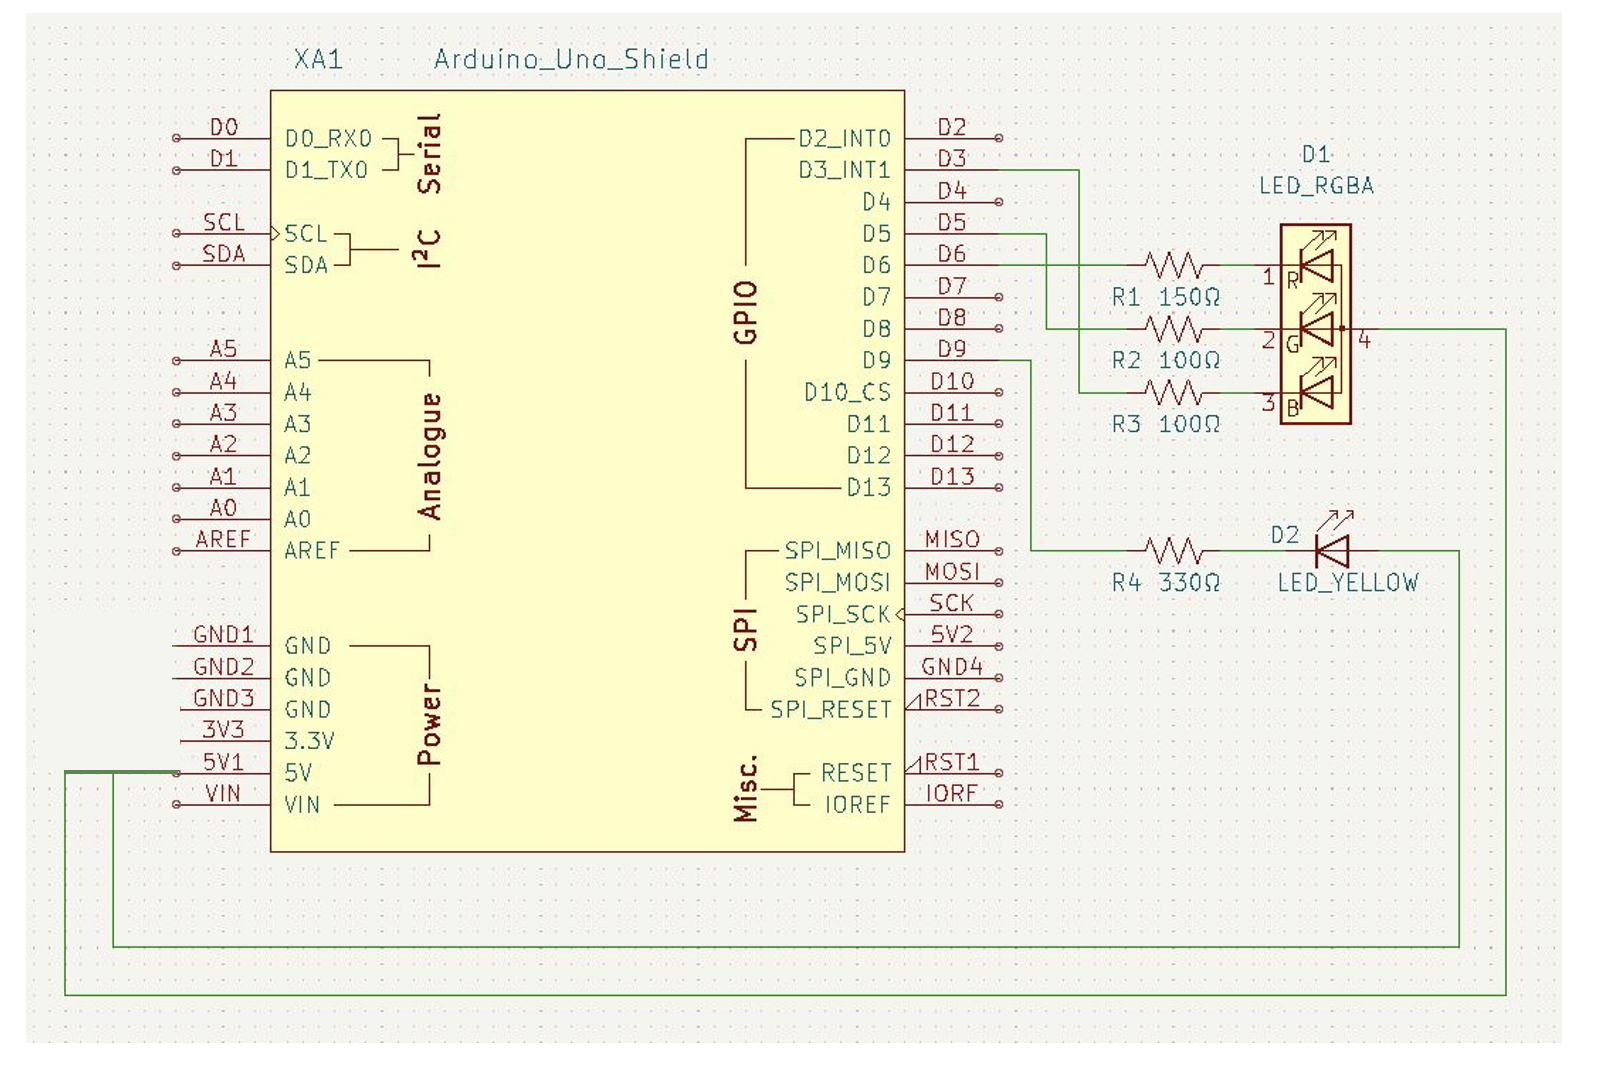 XA1
Arduino_Uno_Shield
D0
D0_RX0
D1
D1_TX0
Serial
SCL
SCL
SDA
SDA
I²C
A5
A5
A4
A4
A3
A3
A2
A2
A1
A1
A0
A0
AREF
AREF
Analogue
GND1
GND
GND2
GND
GND3
GND
3V3
3.3V
5V1
5V
VIN
VIN
Power
D2_INT0
D2
D3_INT1
D3
D4
D4
D5
D5
D6
D6
D7
D7
D8
D8
D9
D9
D10_CS
D10
D11
D11
D12
D12
D13
D13
GPIO
SPI_MISO
MISO
SPI_MOSI
MOSI
SPI_SCK
SCK
SPI_5V
5V2
SPI_GND
GND4
SPI_RESET
RST2
SPI
RESET
RST1
IOREF
IORF
Misc.
D1
LED_RGBA
1
R
R1 150Ω
2
G
4
R2 100Ω
3
B
R3 100Ω
D2
R4 330Ω
LED_YELLOW